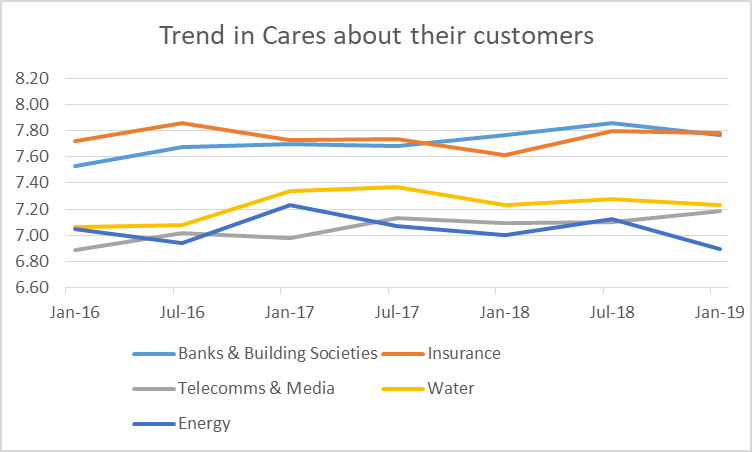 Trend in Cares about their customers
8.20
8.00
7.80
7.60
7.40
7.20
7.00
6.80
6.60
Jan-16 Jul-16 Jan-17 Jul-17 Jan-18 Jul-18 Jan-19
Banks & Building Societies Insurance
Telecomms & Media Water
Energy